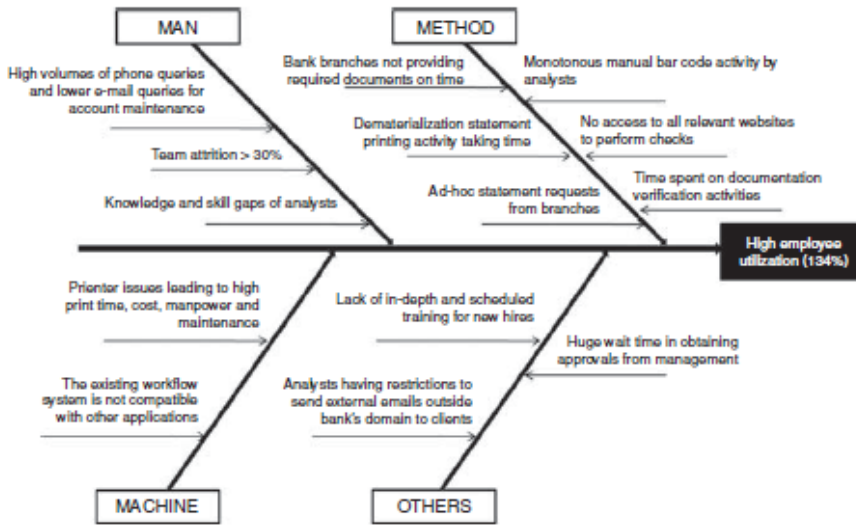 MAN
METHOD
High volumes of phone queries
and lower e-mail queries for
account maintenance
Team attrition > 30%
Knowledge and skill gaps of analysts
Bank branches not providing
required documents on time
Monotonous manual bar code activity by
analysts
Dematerialization statement
printing activity taking time
No access to all relevant websites
to perform checks
Ad-hoc statement requests
from branches
Time spent on documentation
verification activities
High employee
utilization (134%)
Prienter issues leading to high
print time, cost, manpower and
maintenance
The existing workflow
system is not compatible
with other applications
Lack of in-depth and scheduled
training for new hires
Huge wait time in obtaining
approvals from management
Analysts having restrictions to
send external emails outside
bank's domain to clients
MACHINE
OTHERS